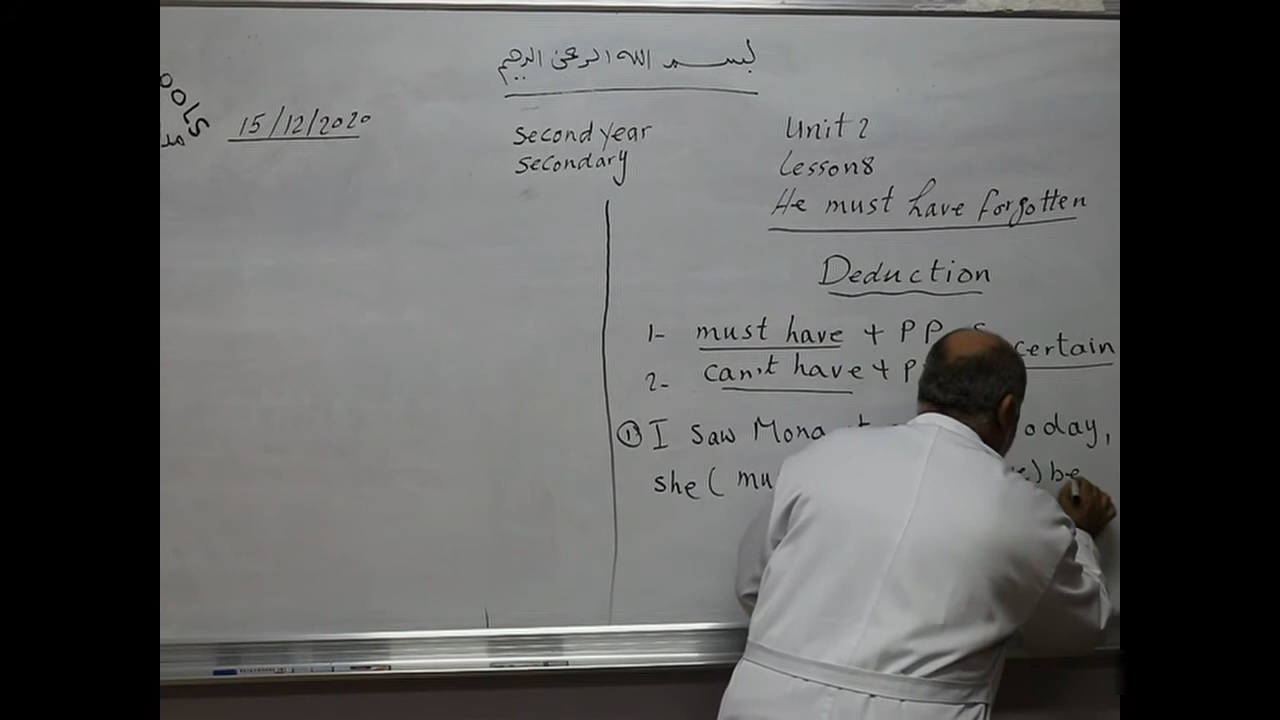 بسم الله الرحمن الرحيم
15/12/2020
Second year
Secondary
Unit 2
Lesson 8
He must have forgotten
Deduction
1- must have + PP
certain
2- can't have +
① I saw Mona today,
she ( be